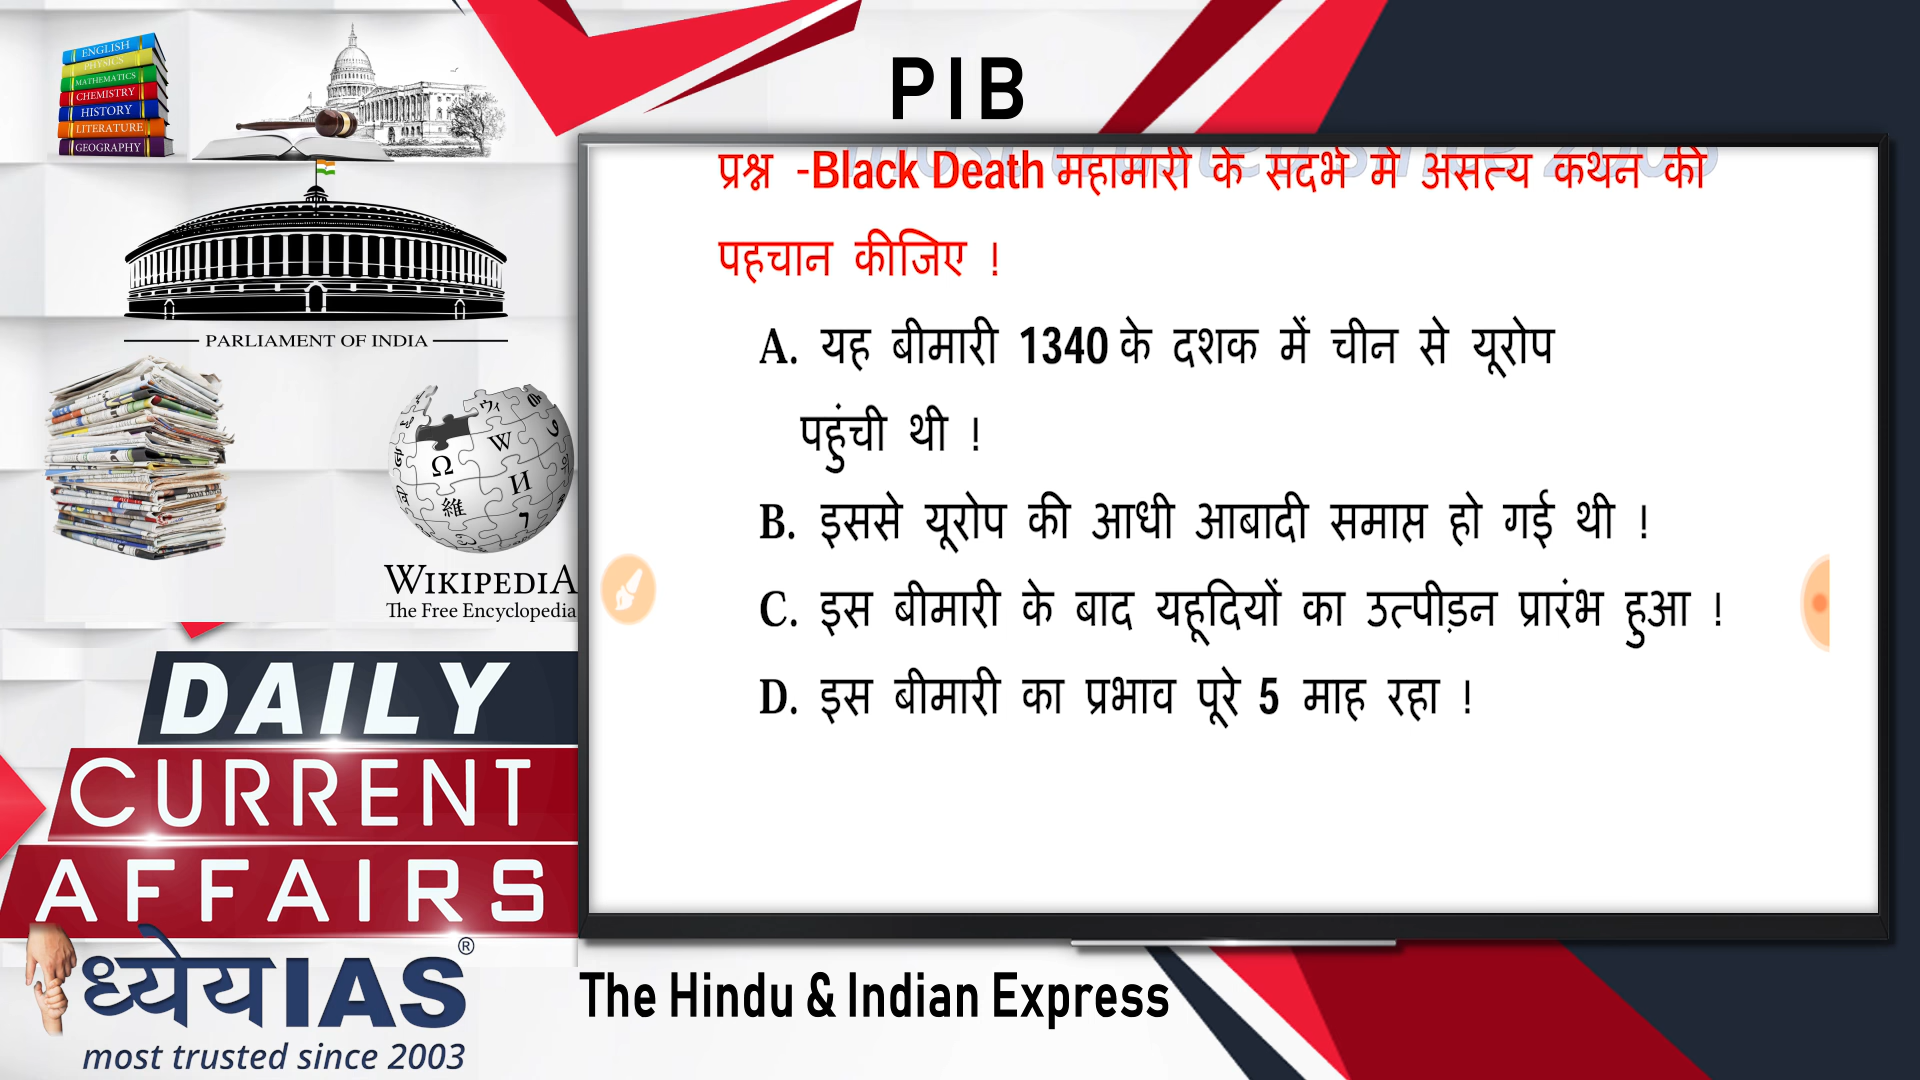 ENGLISH
PHYSICS
MATHEMATICS
CHEMISTRY
HISTORY
LITERATURE
GEOGRAPHY
PARLIAMENT OF INDIA
WIKIPEDIA
The Free Encyclopedia
DAILY
CURRENT
AFFAIRS
ध्येयIAS®
most trusted since 2003
PIB
प्रश्न -Black Death महामारी के संदर्भ में असत्य कथन की
पहचान कीजिए !
A. यह बीमारी 1340 के दशक में चीन से यूरोप
पहुंची थी !
B. इससे यूरोप की आधी आबादी समाप्त हो गई थी !
C. इस बीमारी के बाद यहूदियों का उत्पीड़न प्रारंभ हुआ !
D. इस बीमारी का प्रभाव पूरे 5 माह रहा !
The Hindu & Indian Express